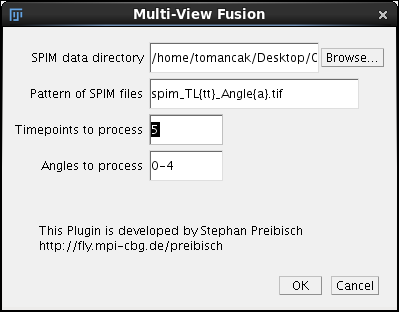 Multi-View Fusion
SPIM data directory /home/tomancak/Desktop/C Browse...
Pattern of SPIM files spim_TL{tt}_Angle{a}.tif
Timepoints to process 5
Angles to process 0-4
This Plugin is developed by Stephan Preibisch
http://fly.mpi-cbg.de/preibisch
OK Cancel